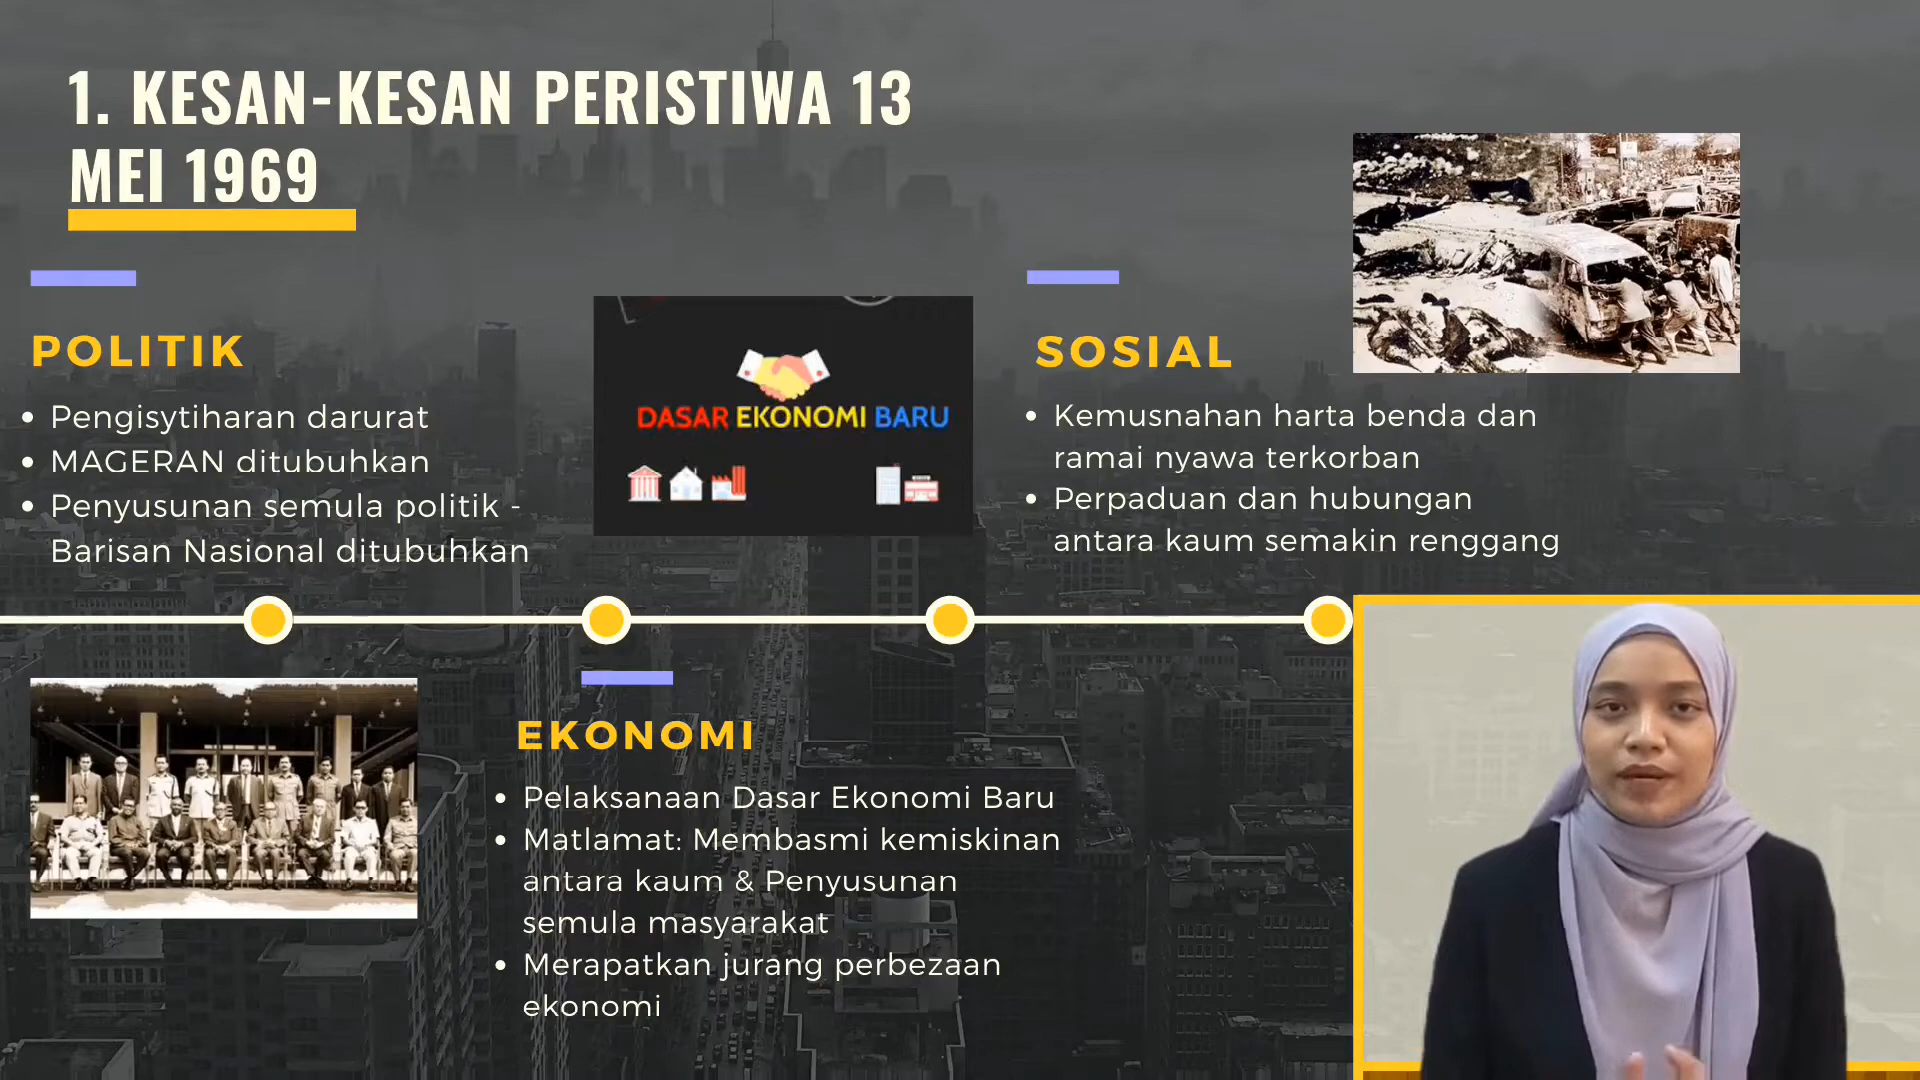 1. KESAN-KESAN PERISTIWA 13
MEI 1969
POLITIK
• Pengisytiharan darurat
• MAGERAN ditubuhkan
• Penyusunan semula politik -
Barisan Nasional ditubuhkan
DASAR EKONOMI BARU
SOSIAL
• Kemusnahan harta benda dan
ramai nyawa terkorban
• Perpaduan dan hubungan
antara kaum semakin renggang
EKONOMI
• Pelaksanaan Dasar Ekonomi Baru
• Matlamat: Membasmi kemiskinan
antara kaum & Penyusunan
semula masyarakat
• Merapatkan jurang perbezaan
ekonomi